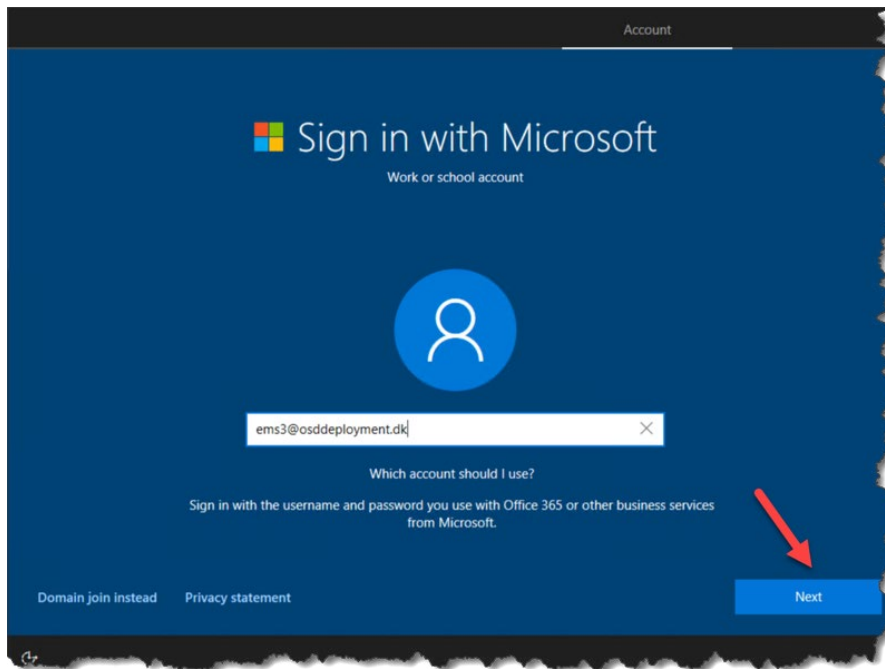 Account
Sign in with Microsoft
Work or school account
ems3@osddeployment.dk
Which account should I use?
Sign in with the username and password you use with Office 365 or other business services
from Microsoft.
Domain join instead Privacy statement Next